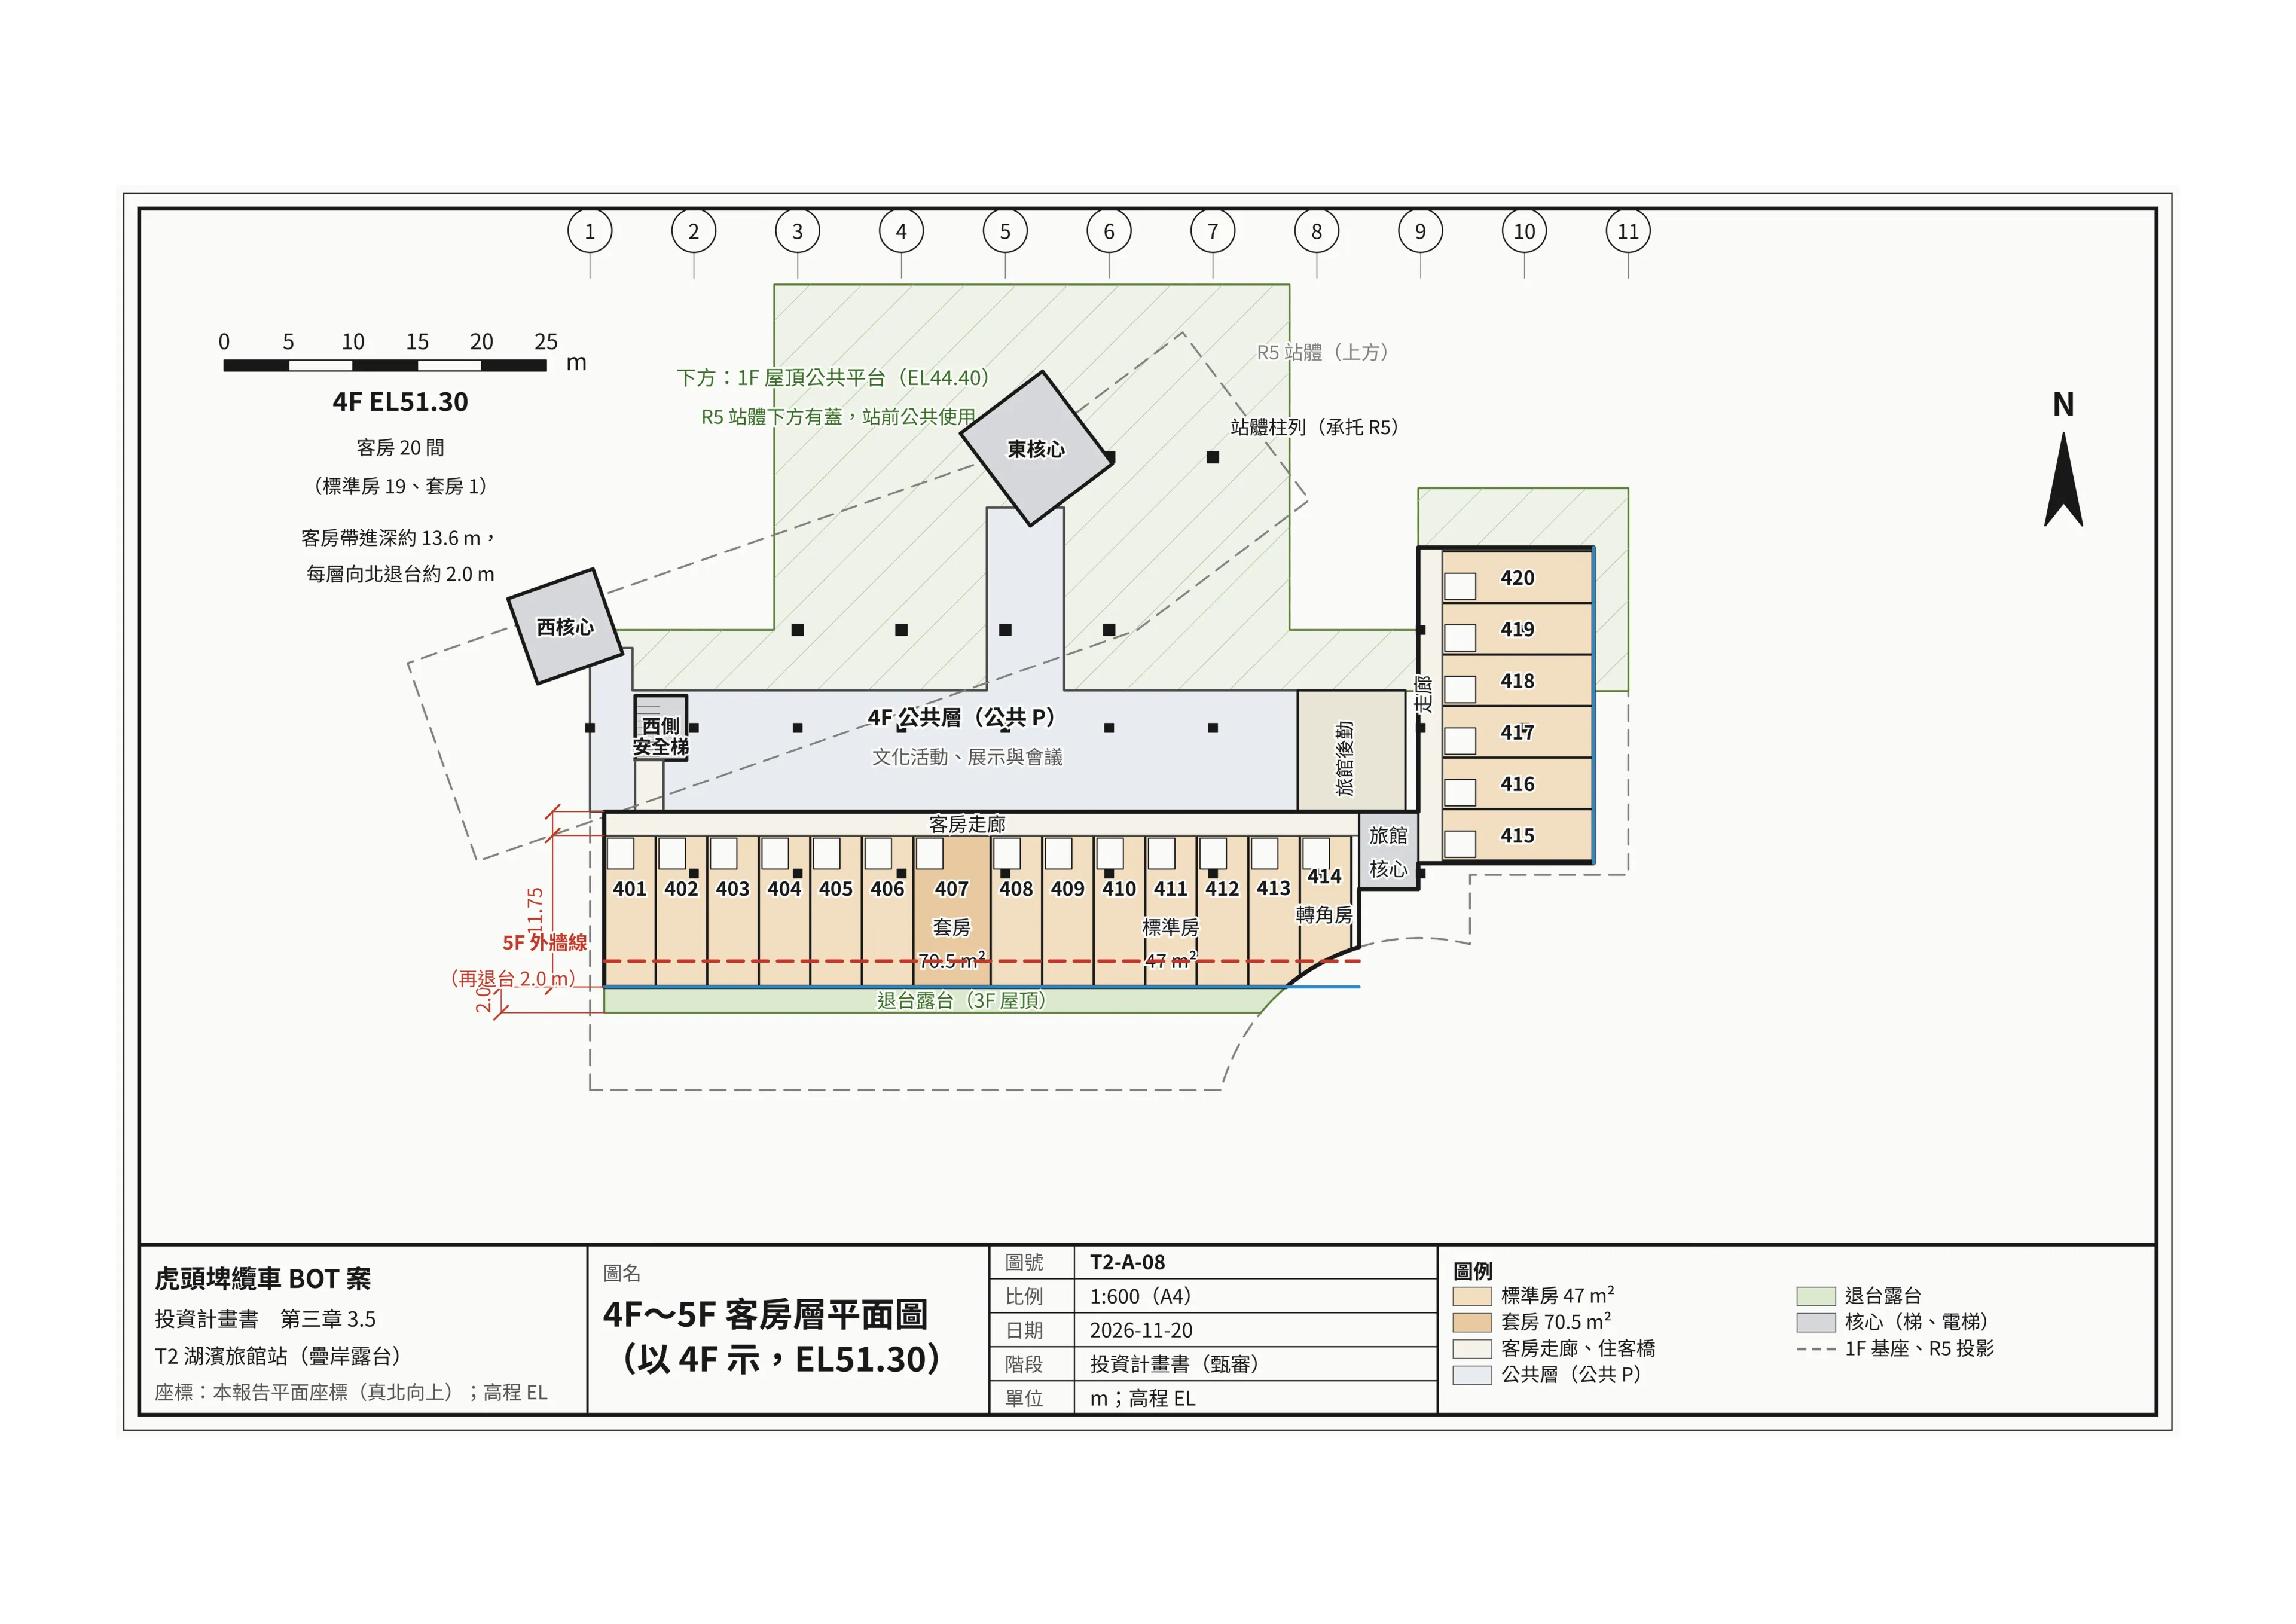 1 2 3 4 5 6 7 8 9 10 11
0 5 10 15 20 25 m
4F EL51.30
客房 20 間
（標準房 19、套房 1）
客房帶進深約 13.6 m，
每層向北退台約 2.0 m
下方：1F 屋頂公共平台（EL44.40）
R5 站體下方有蓋，站前公共使用
R5 站體（上方）
站體柱列（承托 R5）
N
東核心
西核心
西側
安全梯
4F 公共層（公共 P）
文化活動、展示與會議
旅館後勤
走廊
420
419
418
417
416
415
客房走廊
旅館
核心
401 402 403 404 405 406 407 408 409 410 411 412 413 414
套房
70.5 m²
標準房
47 m²
轉角房
11.75
5F 外牆線
（再退台 2.0 m）
2.0
退台露台（3F 屋頂）
虎頭埤纜車 BOT 案
投資計畫書　第三章 3.5
T2 湖濱旅館站（疊岸露台）
座標：本報告平面座標（真北向上）；高程 EL
圖名
4F～5F 客房層平面圖
（以 4F 示，EL51.30）
圖號 T2-A-08
比例 1:600（A4）
日期 2026-11-20
階段 投資計畫書（甄審）
單位 m；高程 EL
圖例
標準房 47 m²
套房 70.5 m²
客房走廊、住客橋
公共層（公共 P）
退台露台
核心（梯、電梯）
1F 基座、R5 投影